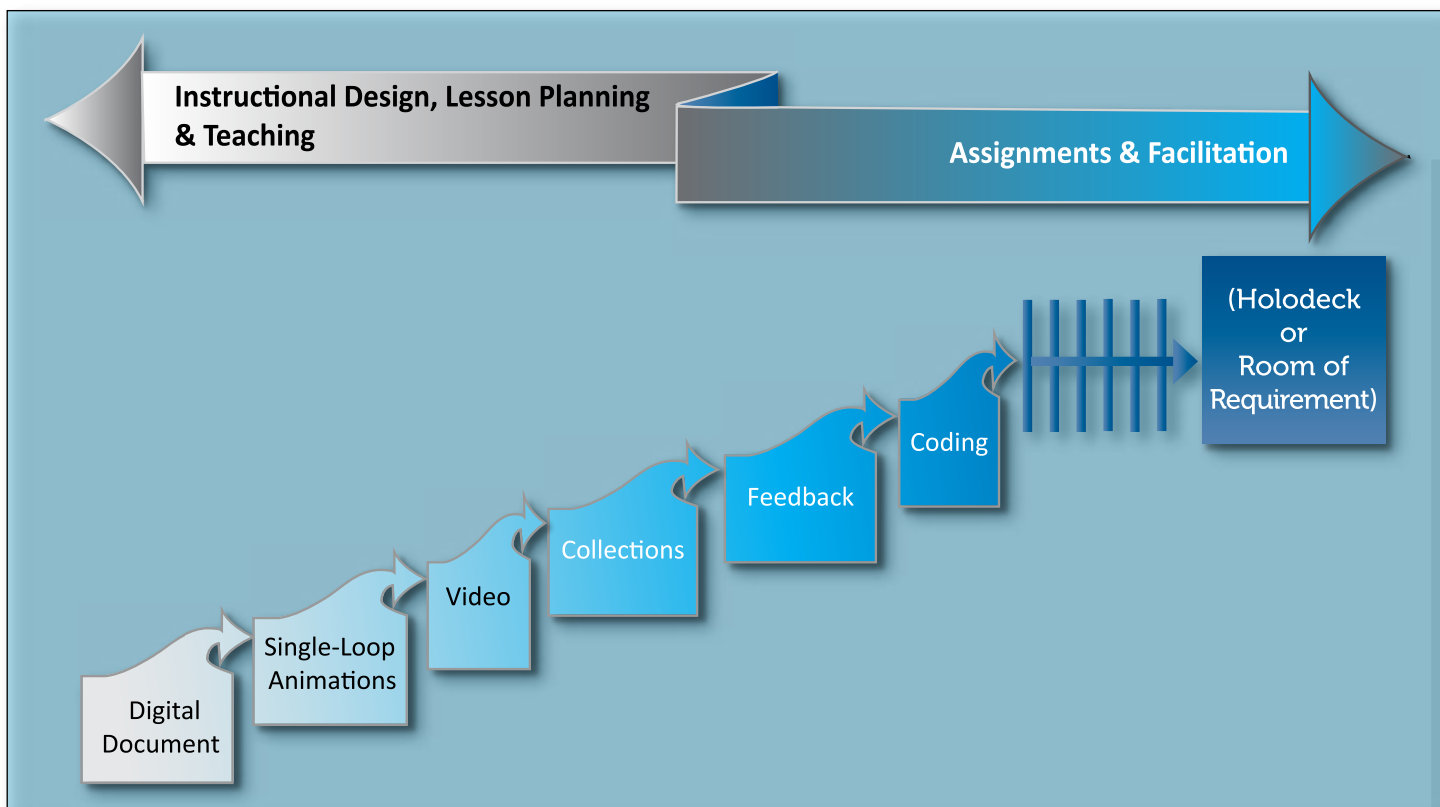 Instructional Design, Lesson Planning
& Teaching
Assignments & Facilitation
(Holodeck
or
Room of
Requirement)
Coding
Feedback
Collections
Video
Single-Loop
Animations
Digital
Document